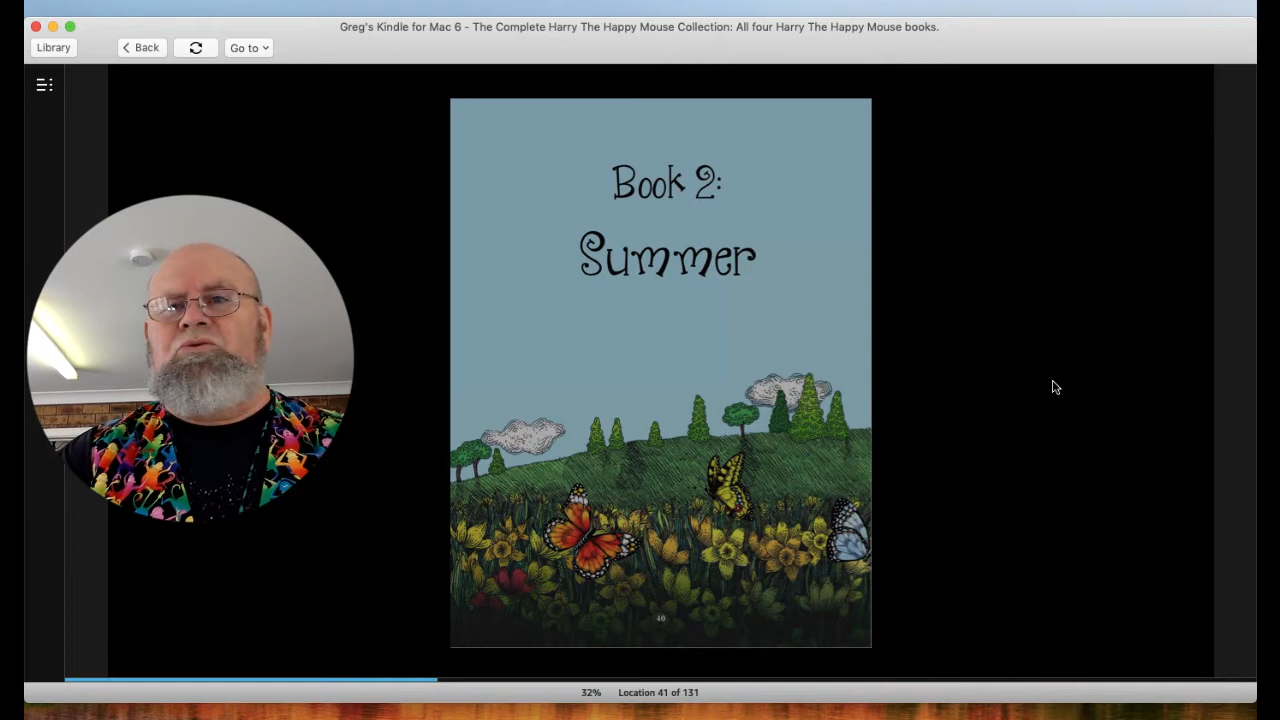 Greg's Kindle for Mac 6 - The Complete Harry The Happy Mouse Collection: All four Harry The Happy Mouse books.
Library
Back
Go to
Book 2:
Summer
40
32% Location 41 of 131